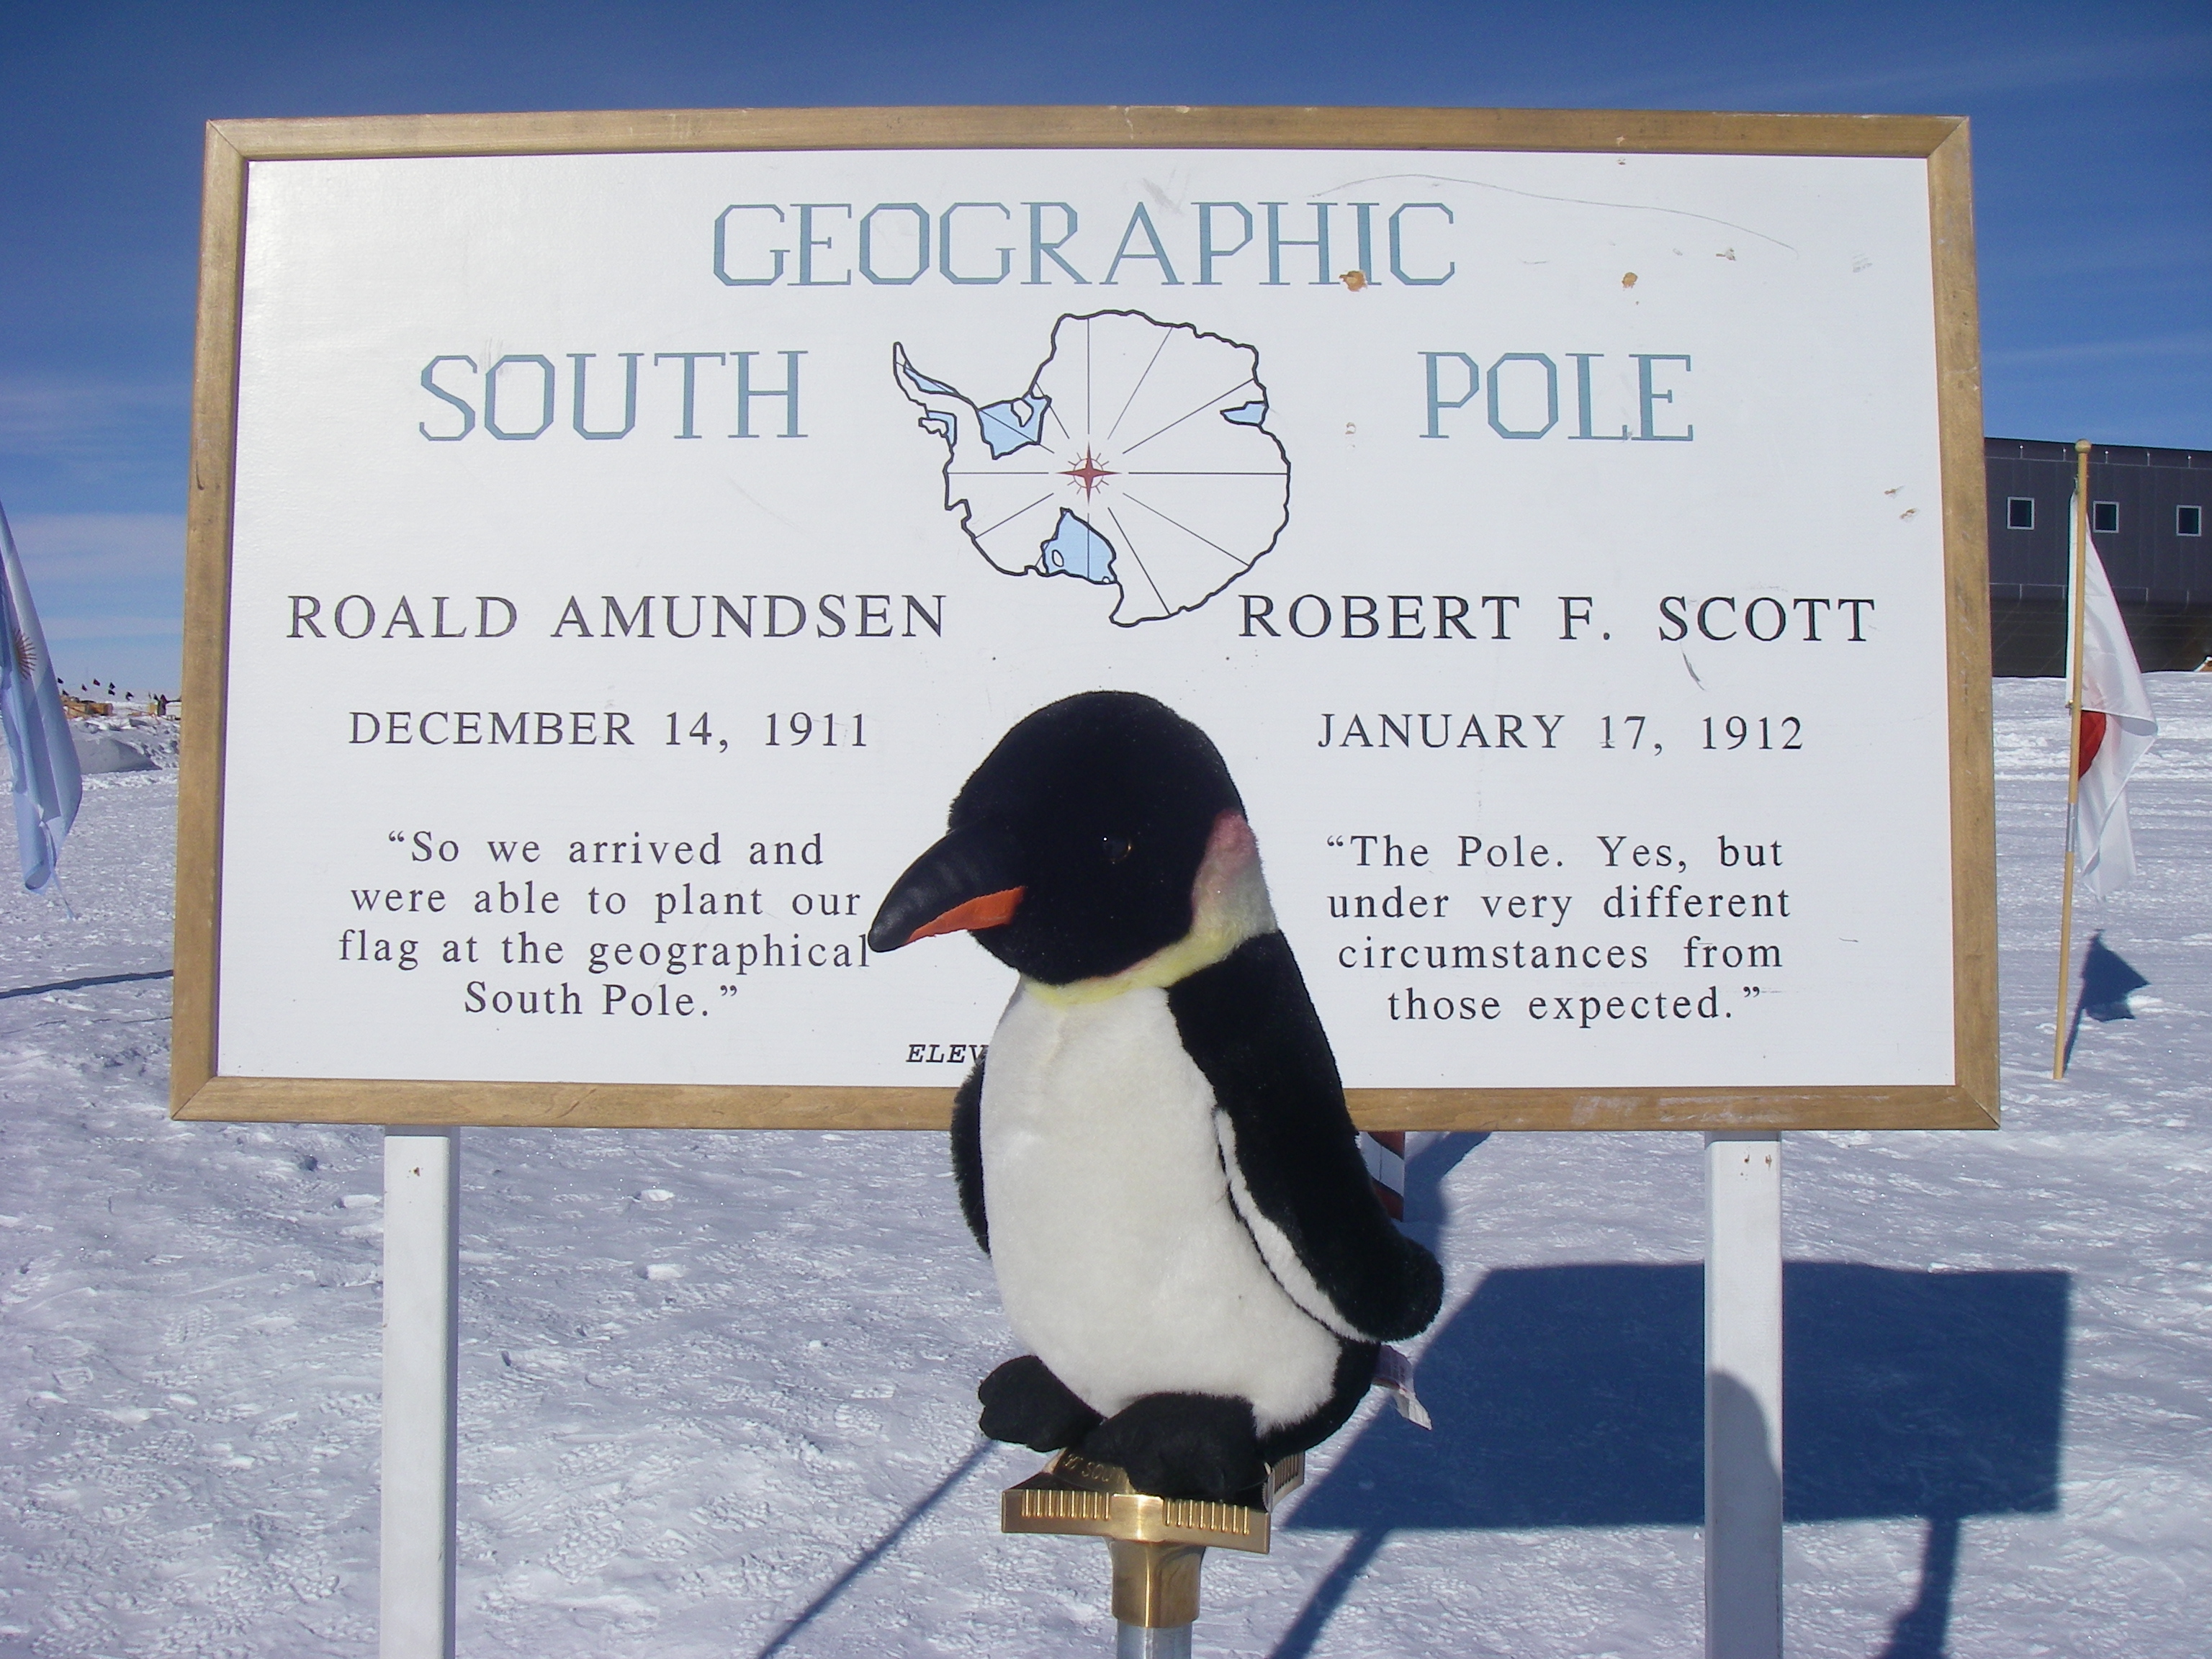 GEOGRAPHIC
SOUTH POLE
ROALD AMUNDSEN
DECEMBER 14, 1911
“So we arrived and
were able to plant our
flag at the geographical
South Pole.”
ROBERT F. SCOTT
JANUARY 17, 1912
“The Pole. Yes, but
under very different
circumstances from
those expected.”
ELEV